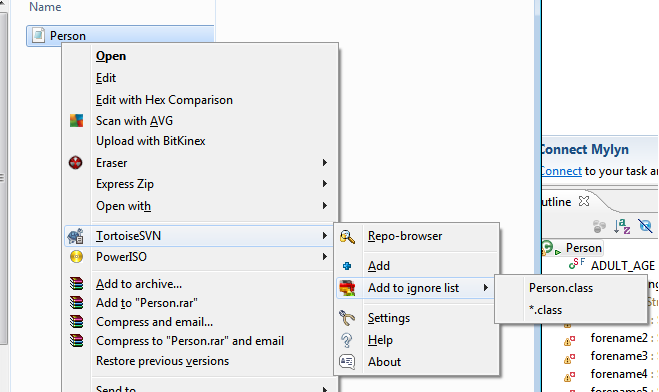 Name
Person
Open
Edit
Edit with Hex Comparison
Scan with AVG
Upload with BitKinex
Eraser
Express Zip
Open with
TortoiseSVN
PowerISO
Add to archive...
Add to "Person.rar"
Compress and email...
Compress to "Person.rar" and email
Restore previous versions
Send to
Repo-browser
Add
Add to ignore list
Settings
Help
About
Person.class
*.class
Connect Mylyn
Connect to your task an
utline
Person
ADULT_AGE
forename2
forename3
forename4